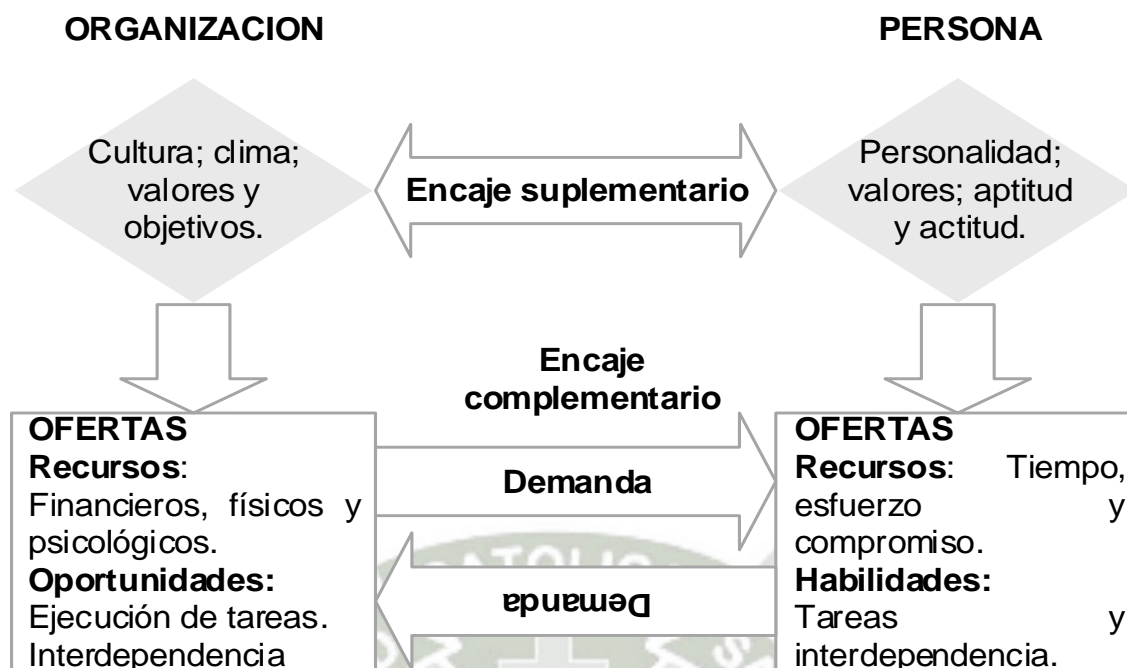 ORGANIZACION
PERSONA
Cultura; clima;
valores y
objetivos.
Encaje suplementario
Personalidad;
valores; aptitud
y actitud.
Encaje
complementario
OFERTAS
Recursos:
Financieros, físicos y
psicológicos.
Oportunidades:
Ejecución de tareas.
Interdependencia
Demanda
Demanda
OFERTAS
Recursos: Tiempo,
esfuerzo y
compromiso.
Habilidades:
Tareas y
interdependencia.